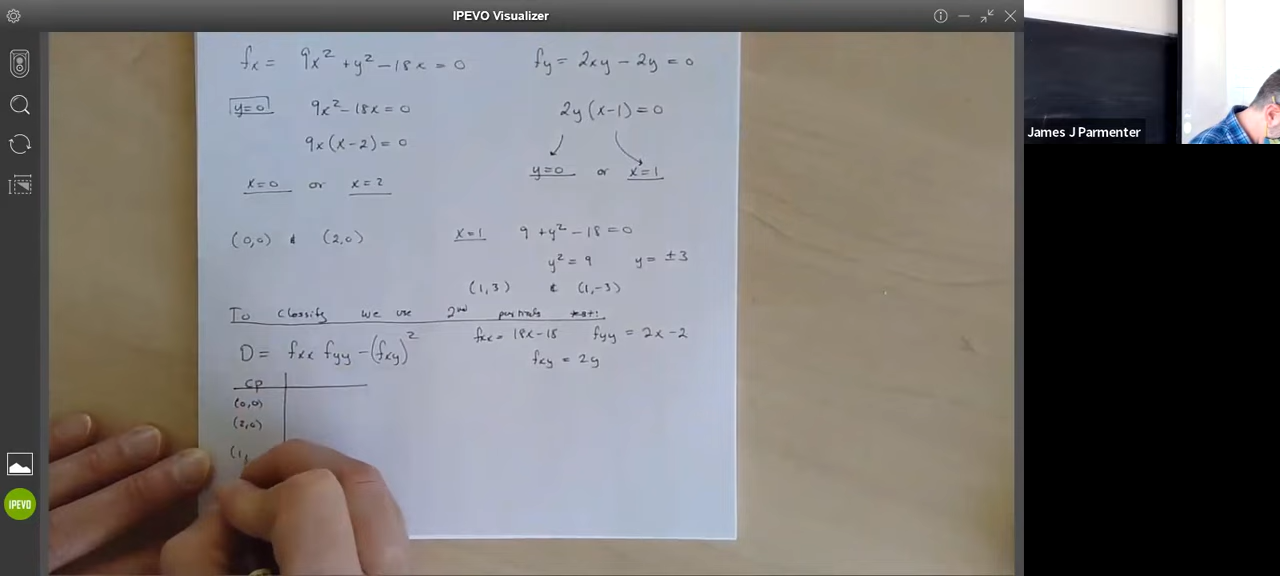 IPEVO Visualizer
fx = 9x² + y² - 18x = 0 fy = 2xy - 2y = 0
y=0 9x² - 18x = 0 2y (x-1) = 0
9x (x-2) = 0
x=0 or x=2 y=0 or x=1
(0,0) & (2,0) x=1 9 + y² - 18 = 0
y² = 9 y = ±3
(1,3) & (1,-3)
To classify we use 2nd partials test:
D = fxx fyy - (fxy)² fxx = 18x-18 fyy = 2x-2
fxy = 2y
CP
(0,0)
(2,0)
(1,
James J Parmenter
IPEVO